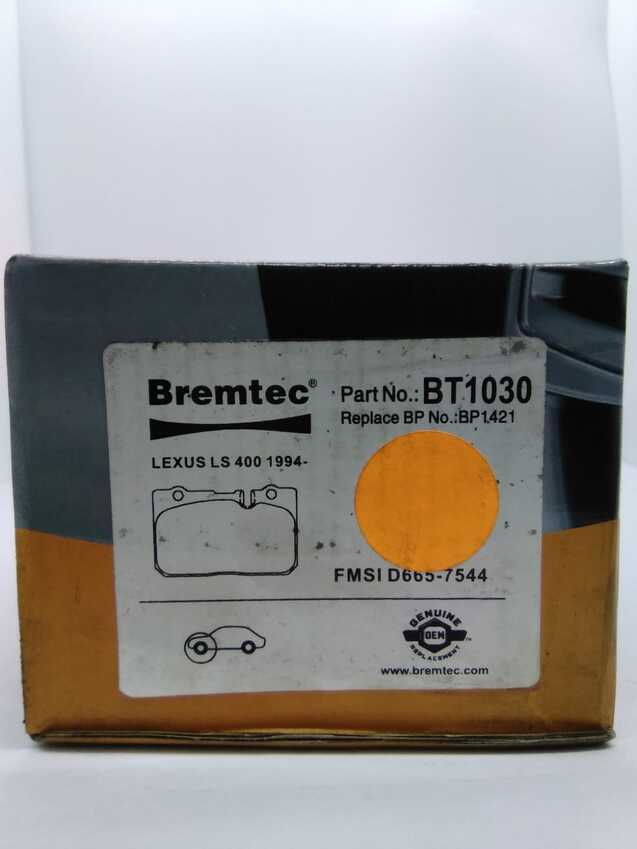 Bremtec®
Part No.: BT1030
Replace BP No.:BP1421
LEXUS LS 400 1994-
FMSI D665-7544
GENUINE
OEM
REPLACEMENT
™
www.bremtec.com